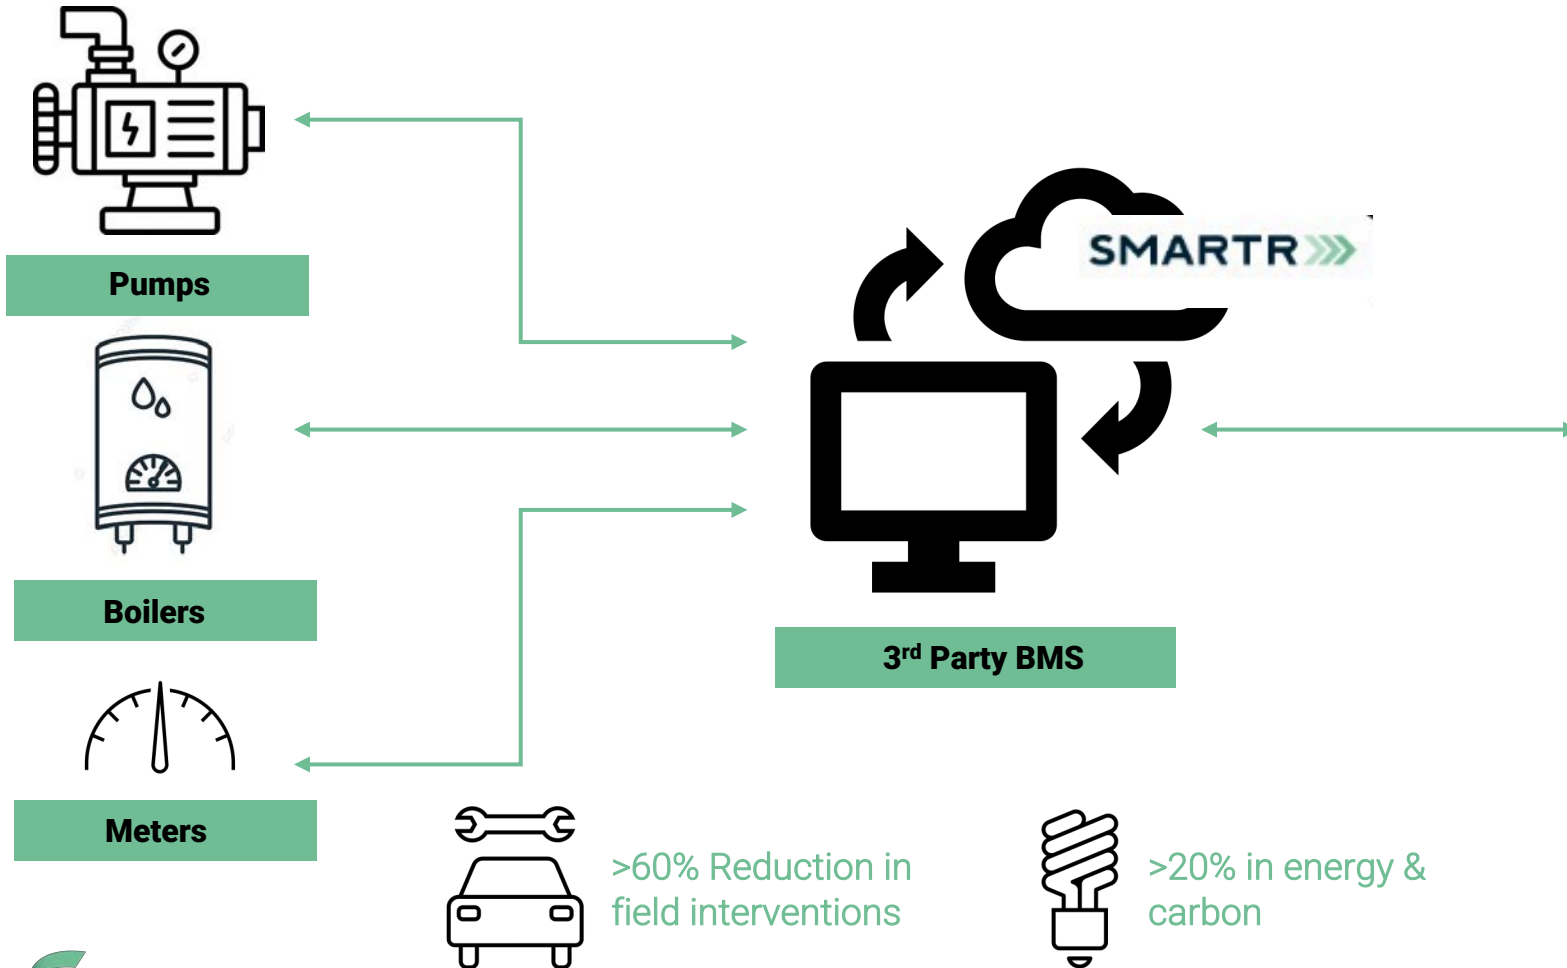 Pumps
SMARTR
Boilers
3rd Party BMS
Meters
>60% Reduction in
field interventions
>20% in energy &
carbon